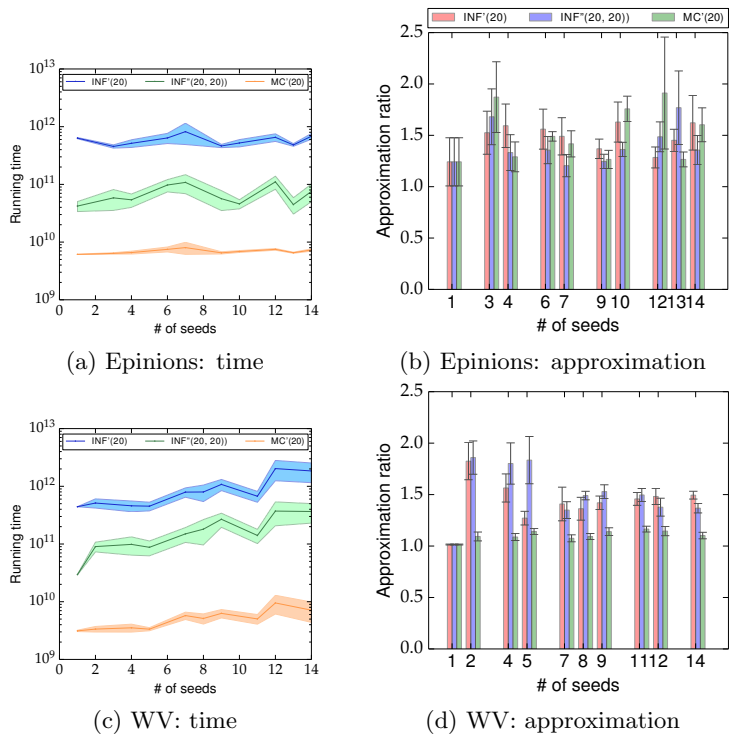 INF'(20) INF"(20, 20)) MC'(20)
10^13
10^12
10^11
10^10
10^9
Running time
INF'(20) INF"(20, 20)) MC'(20)
0 2 4 6 8 10 12 14
# of seeds
(a) Epinions: time
2.5
2.0
1.5
1.0
0.5
0.0
Approximation ratio
1 3 4 6 7 9 10 12 13 14
# of seeds
(b) Epinions: approximation
10^13
10^12
10^11
10^10
10^9
Running time
INF'(20) INF"(20, 20)) MC'(20)
0 2 4 6 8 10 12 14
# of seeds
(c) WV: time
2.5
2.0
1.5
1.0
0.5
0.0
Approximation ratio
1 2 4 5 7 8 9 11 12 14
# of seeds
(d) WV: approximation